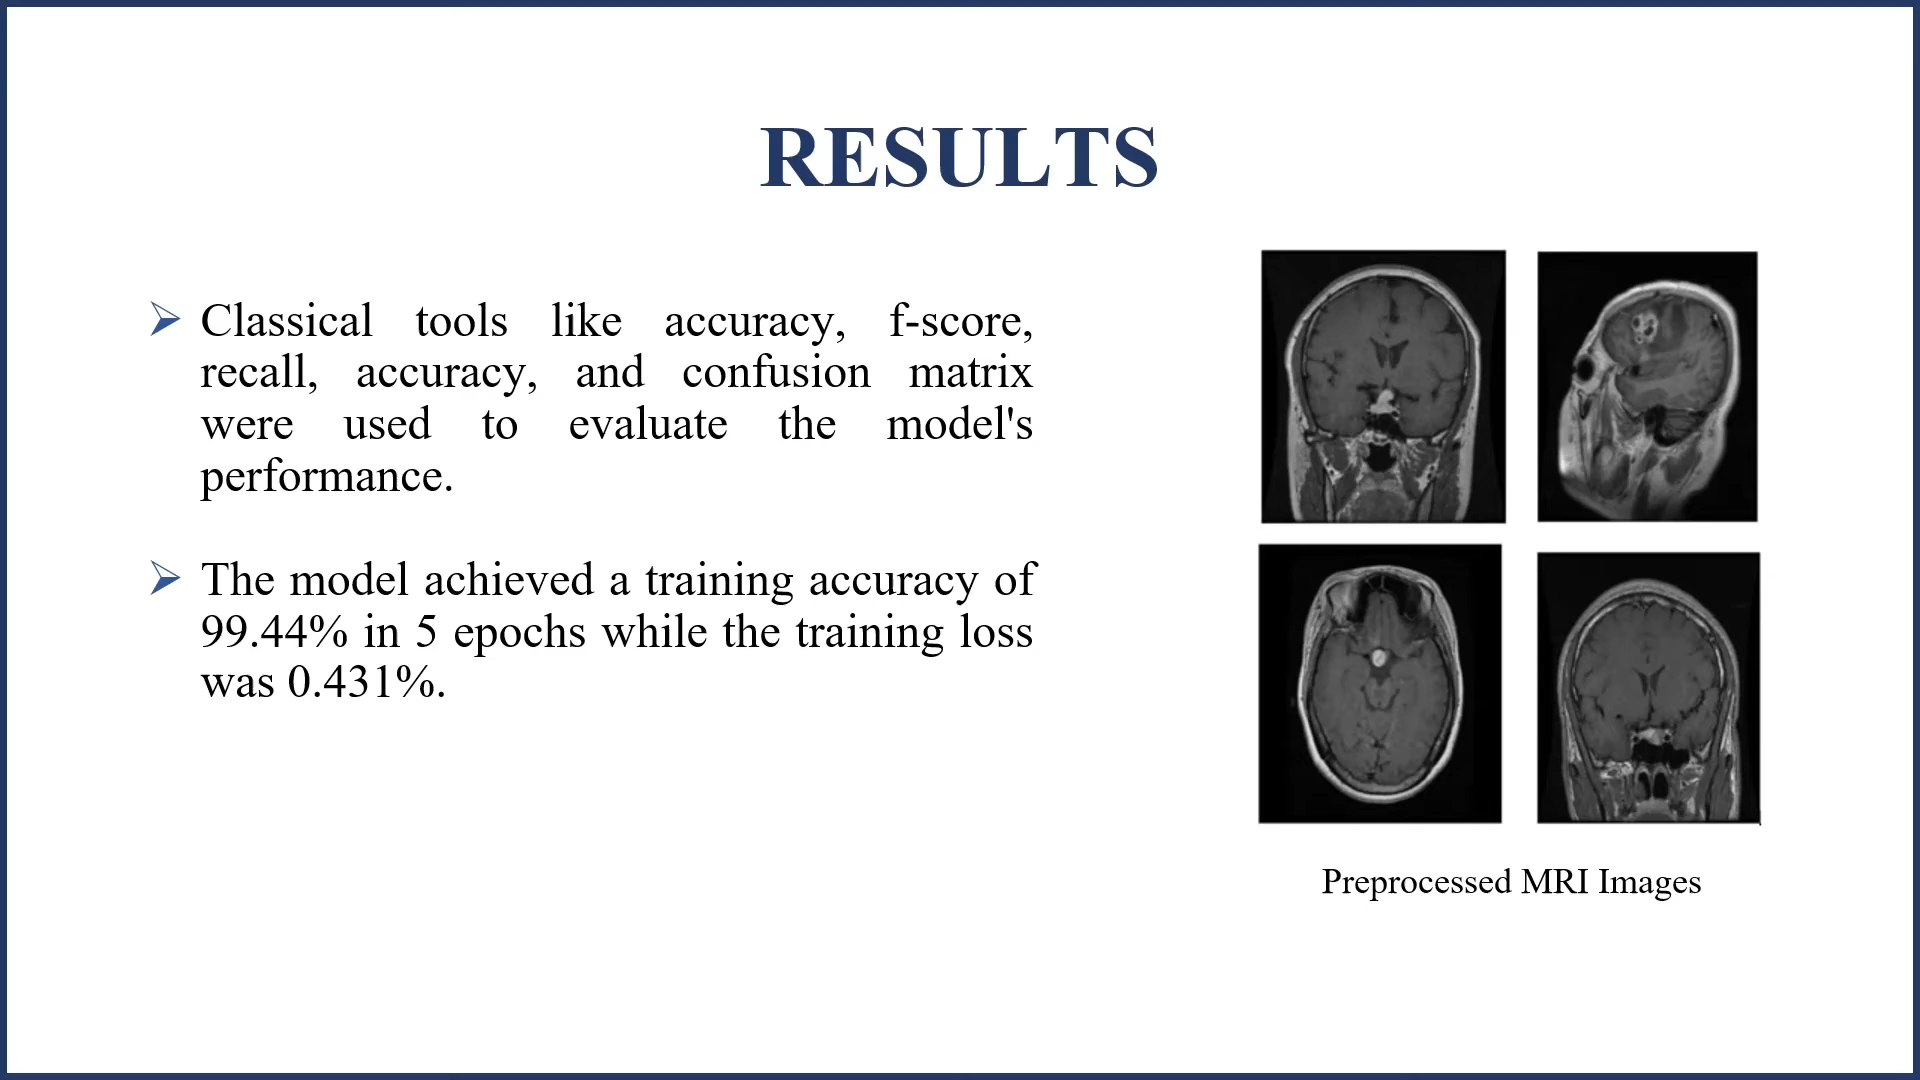 RESULTS
Classical tools like accuracy, f-score,
recall, accuracy, and confusion matrix
were used to evaluate the model's
performance.
The model achieved a training accuracy of
99.44% in 5 epochs while the training loss
was 0.431%.
Preprocessed MRI Images